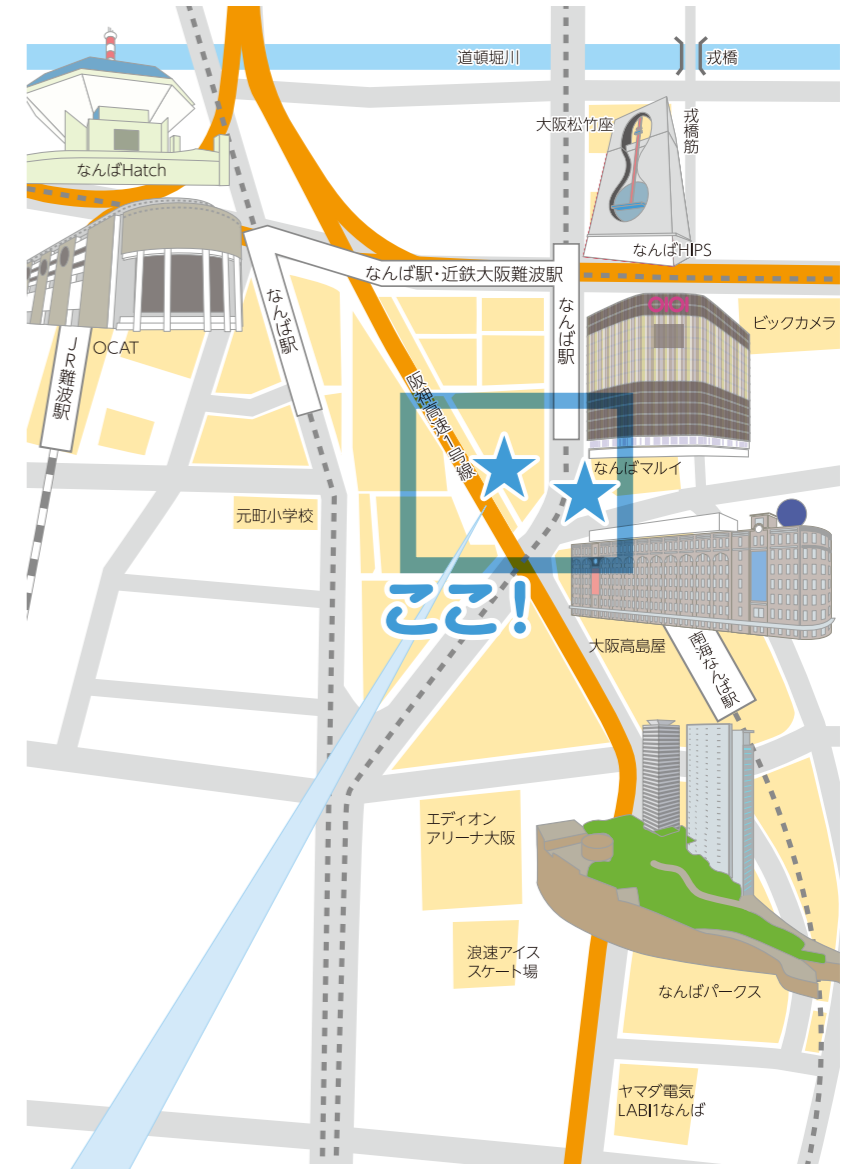 道頓堀川
戎橋
大阪松竹座
戎橋筋
なんばHatch
なんばHIPS
なんば駅・近鉄大阪難波駅
なんば駅
なんば駅
OIOI
ビックカメラ
JR難波駅
OCAT
阪神高速1号線
なんばマルイ
元町小学校
ここ!
大阪高島屋
南海なんば駅
エディオン
アリーナ大阪
浪速アイス
スケート場
なんばパークス
ヤマダ電気
LABI1なんば